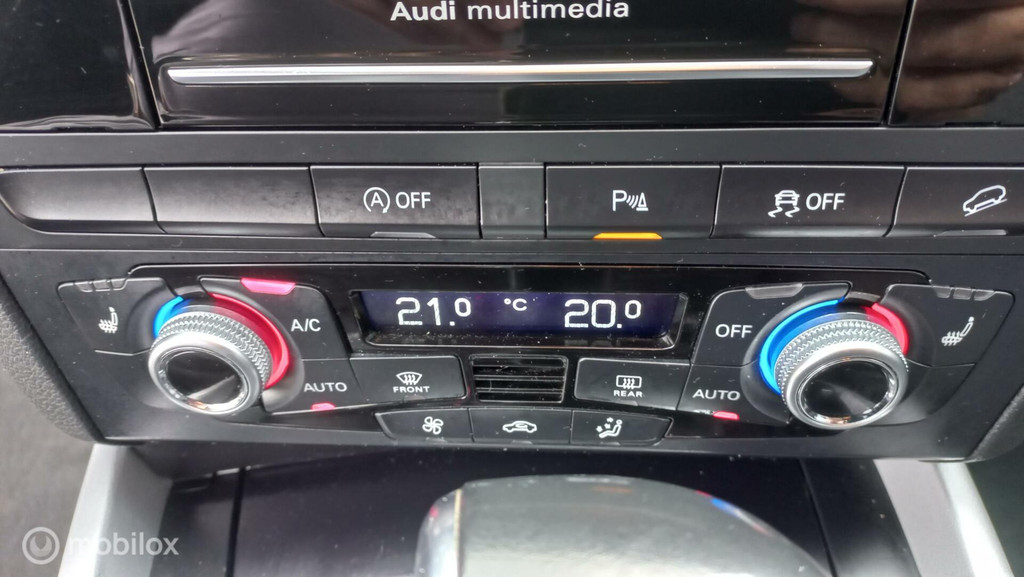 Audi multimedia
A OFF
P
OFF
21.0 °C 20.0
A/C
OFF
AUTO
FRONT
REAR
AUTO
mobilox